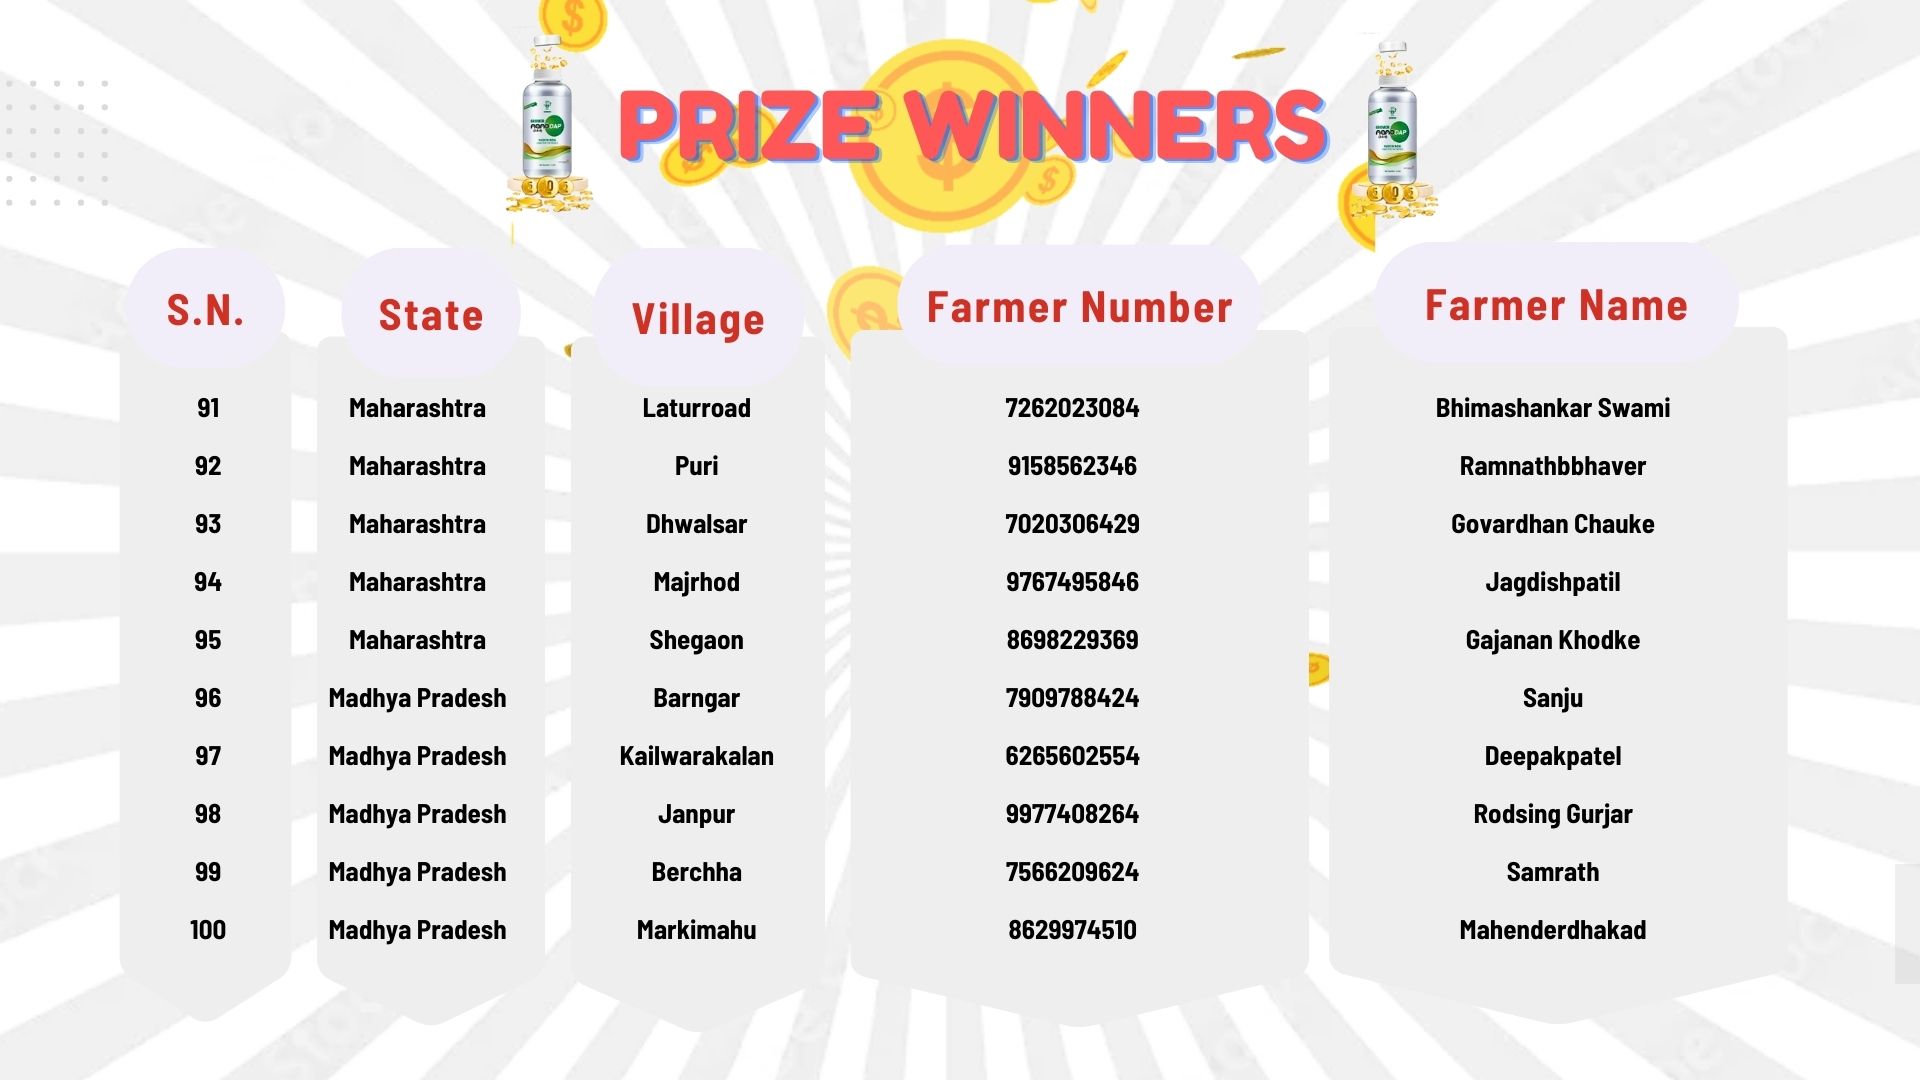 PRIZE WINNERS
S.N. State Village Farmer Number Farmer Name
91 Maharashtra Laturroad 7262023084 Bhimashankar Swami
92 Maharashtra Puri 9158562346 Ramnathbbhaver
93 Maharashtra Dhwalsar 7020306429 Govardhan Chauke
94 Maharashtra Majrhod 9767495846 Jagdishpatil
95 Maharashtra Shegaon 8698229369 Gajanan Khodke
96 Madhya Pradesh Barngar 7909788424 Sanju
97 Madhya Pradesh Kailwarakalan 6265602554 Deepakpatel
98 Madhya Pradesh Janpur 9977408264 Rodsing Gurjar
99 Madhya Pradesh Berchha 7566209624 Samrath
100 Madhya Pradesh Markimahu 8629974510 Mahenderdhakad